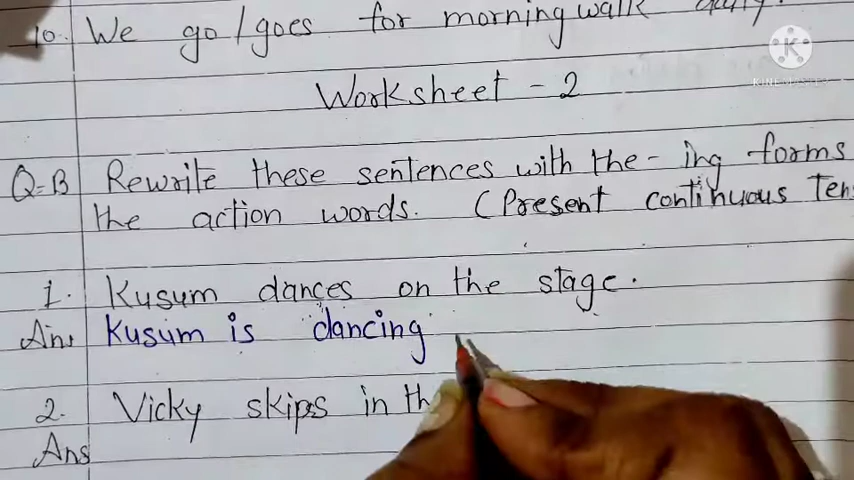 10. We go/goes for morning walk daily.
Worksheet - 2
Q-B Rewrite these sentences with the - ing forms
the action words. (Present continuous Ten
1. Kusum dances on the stage.
Ans Kusum is dancing
2. Vicky skips in th
Ans